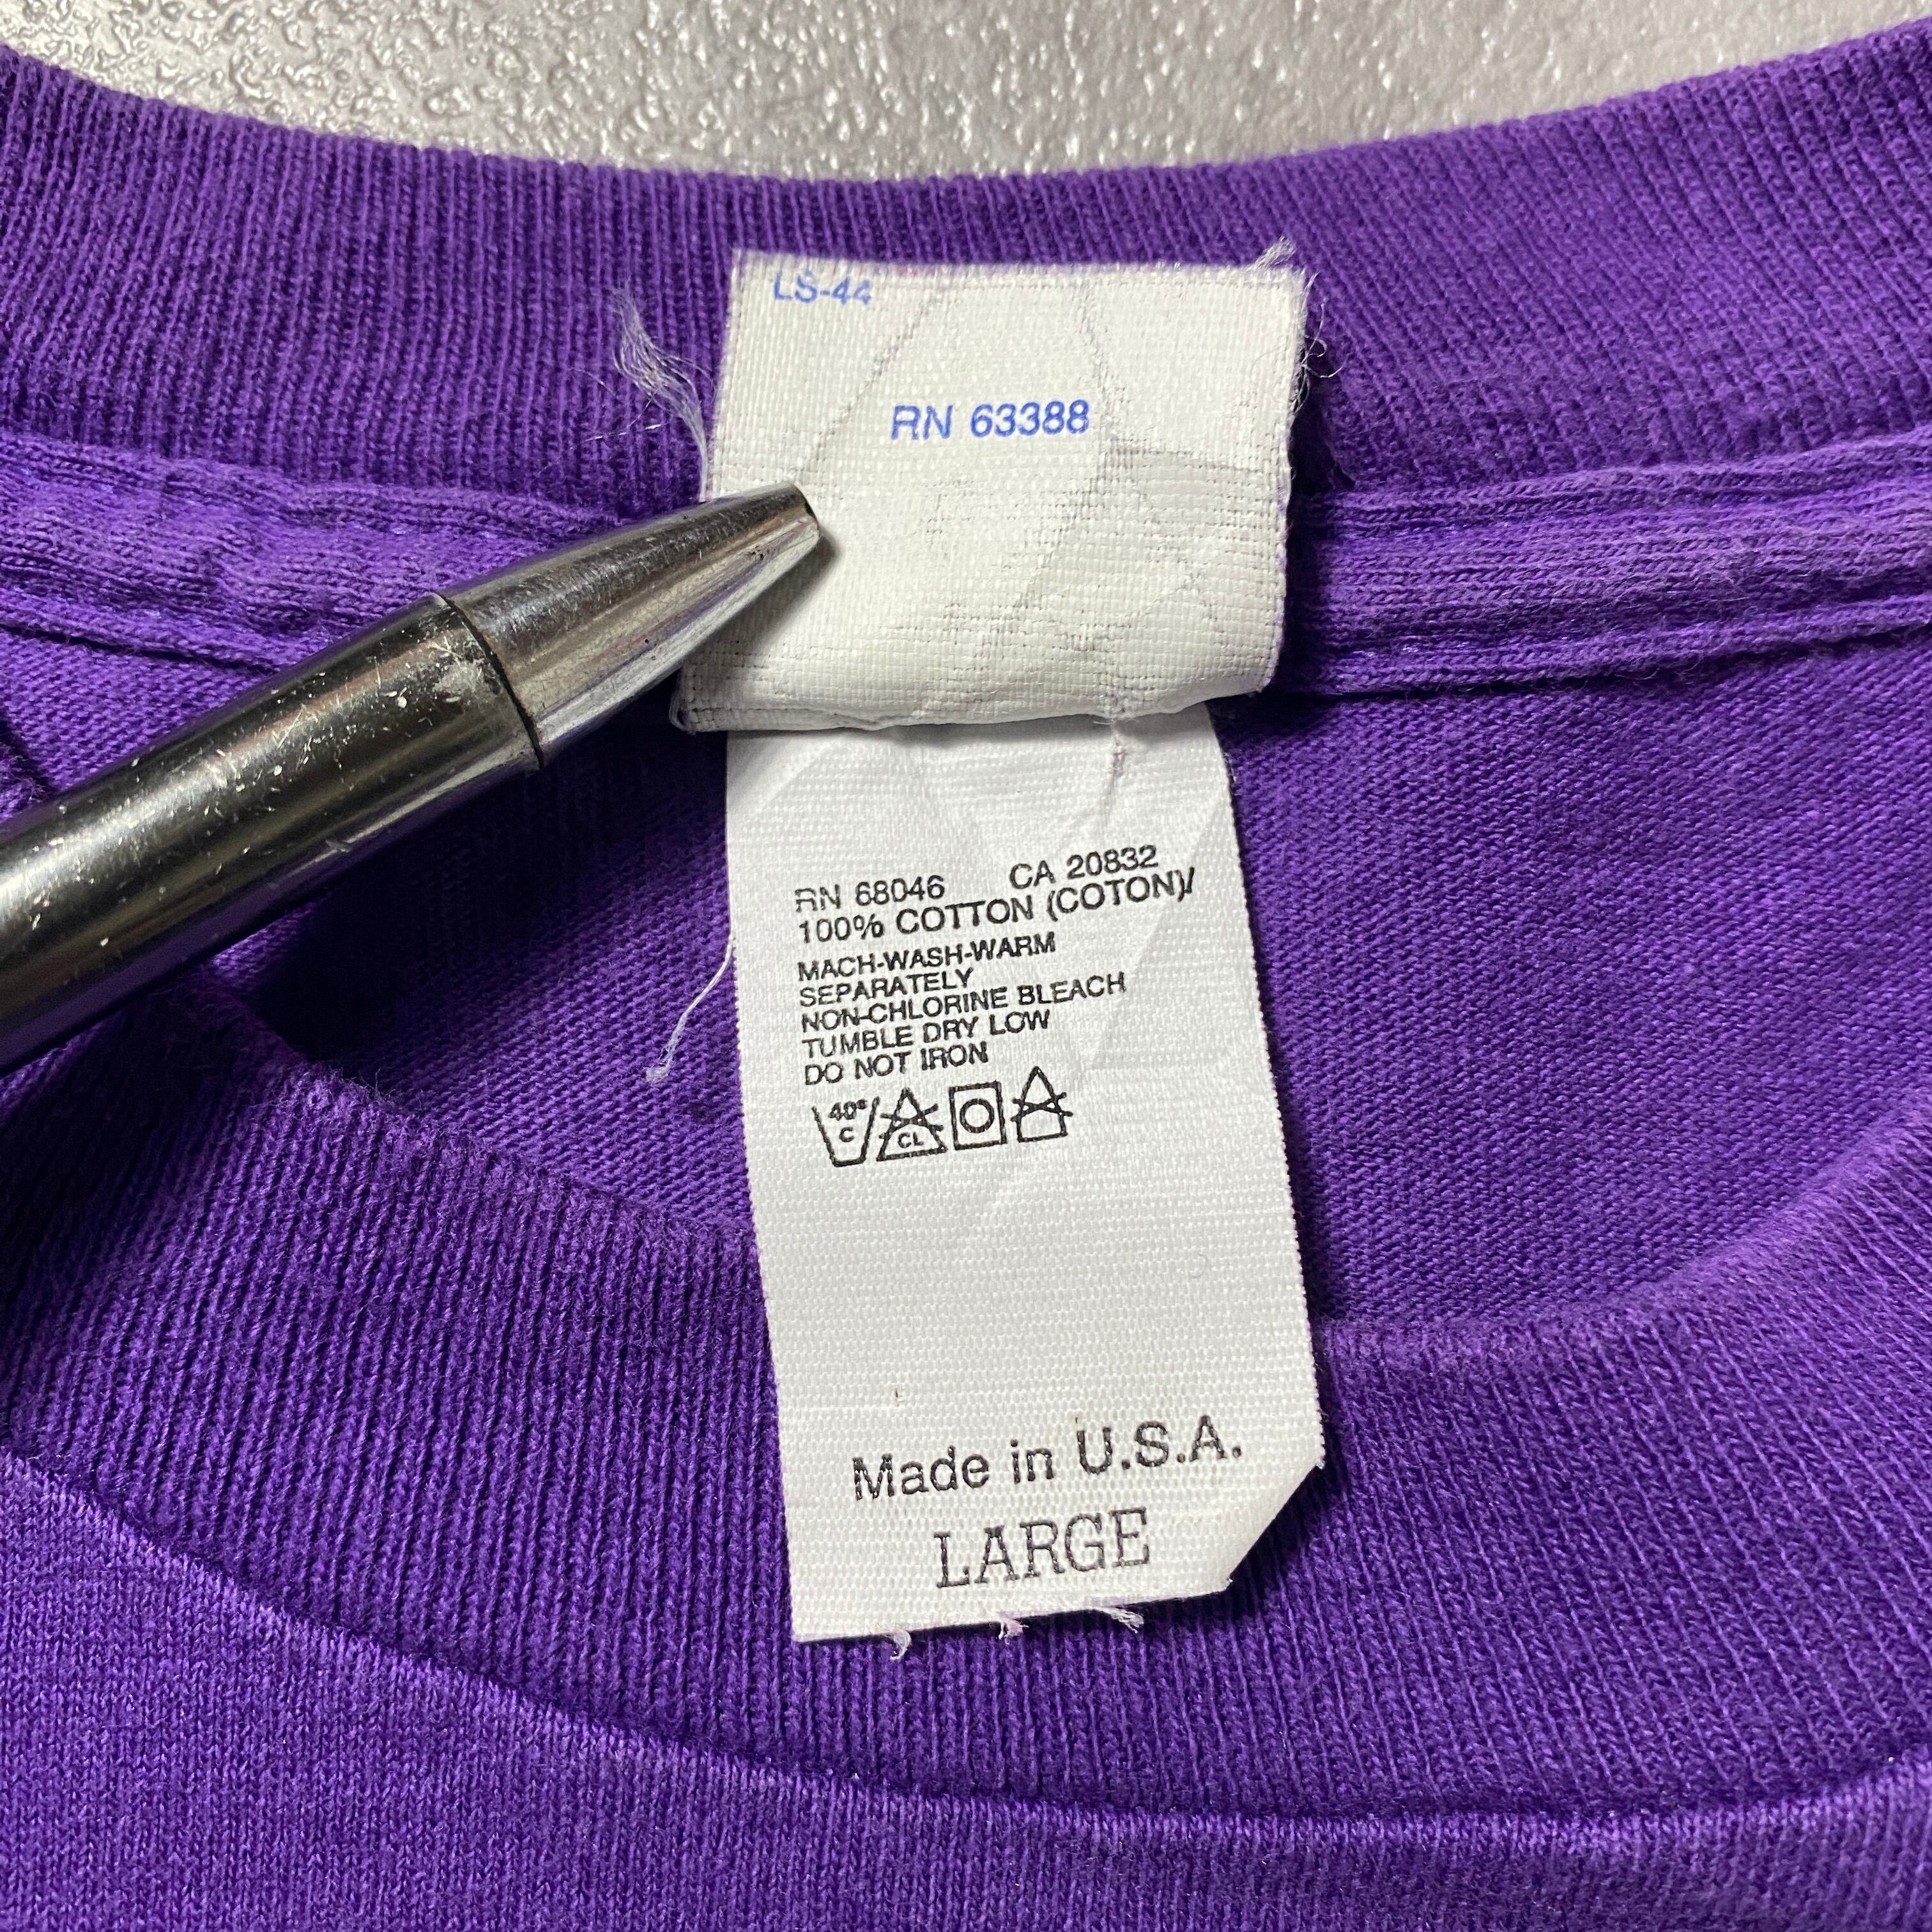 LS-44
RN 63388
RN 68046 CA 20832
100% COTTON (COTON)/
MACH-WASH-WARM
SEPARATELY
NON-CHLORINE BLEACH
TUMBLE DRY LOW
DO NOT IRON
40°
C CL
Made in U.S.A.
LARGE